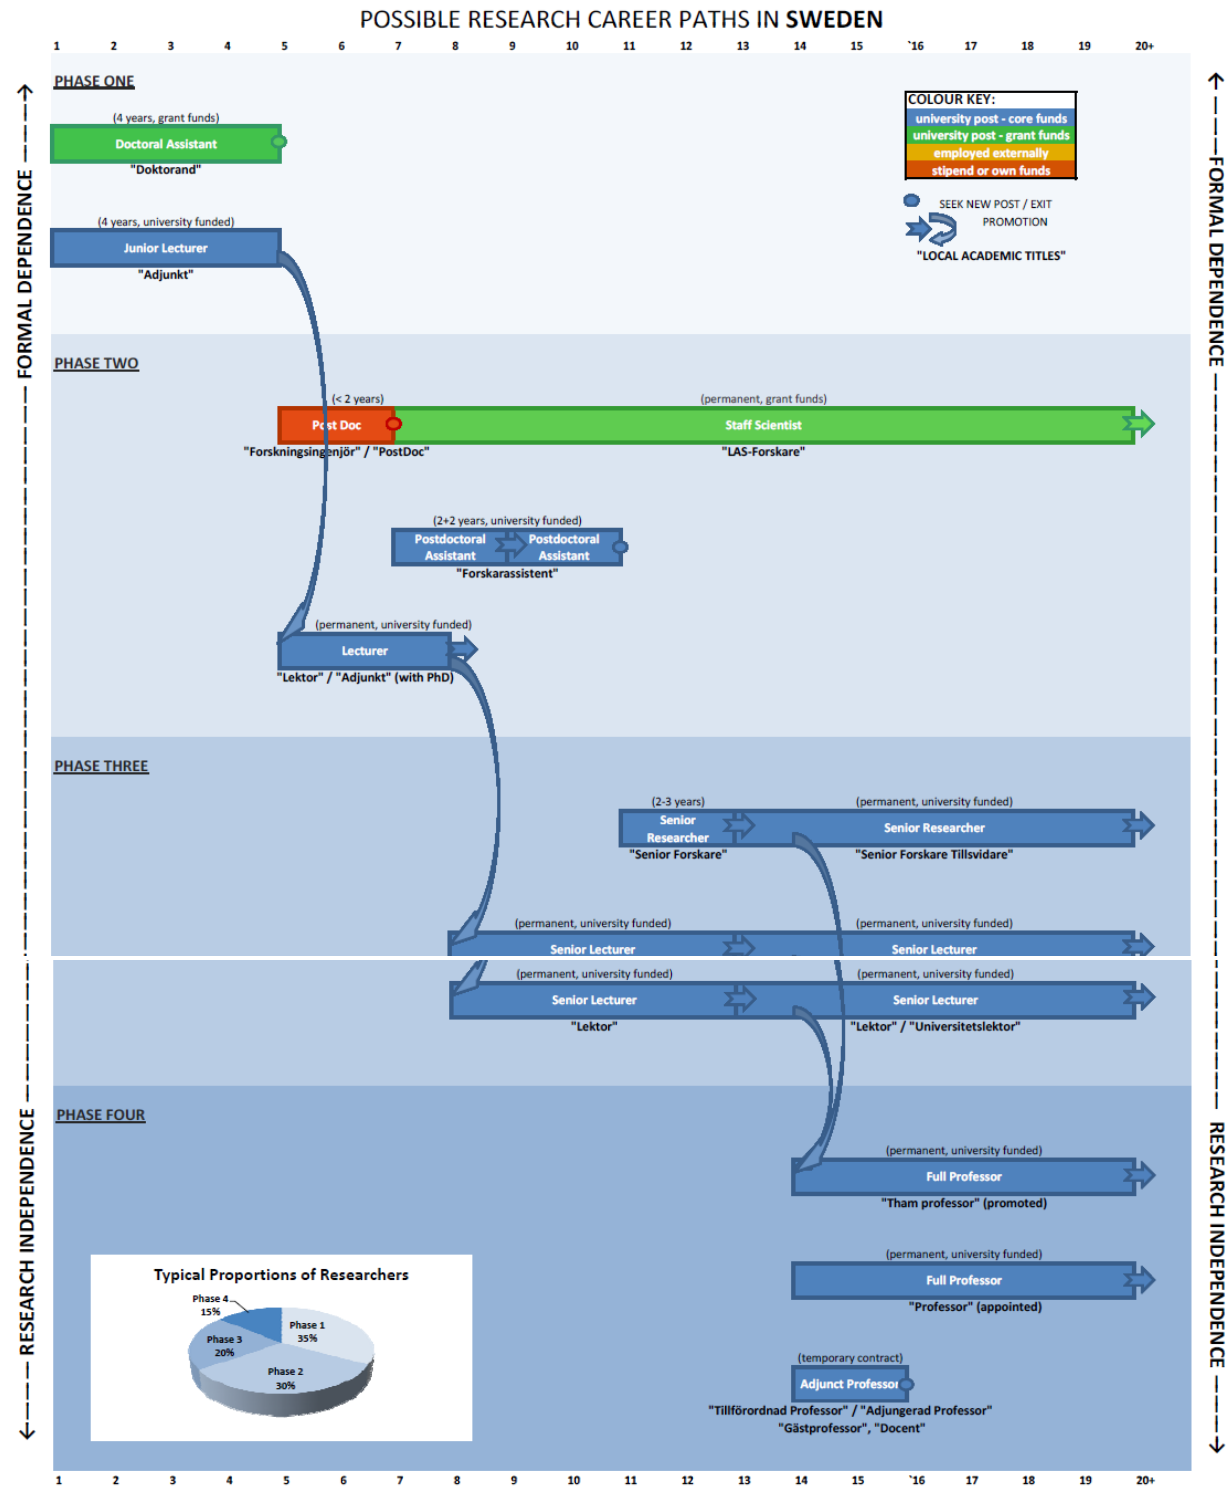 POSSIBLE RESEARCH CAREER PATHS IN SWEDEN
1 2 3 4 5 6 7 8 9 10 11 12 13 14 15 `16 17 18 19 20+
PHASE ONE
COLOUR KEY:
university post - core funds
university post - grant funds
employed externally
stipend or own funds
SEEK NEW POST / EXIT
PROMOTION
"LOCAL ACADEMIC TITLES"
(4 years, grant funds)
Doctoral Assistant
"Doktorand"
(4 years, university funded)
Junior Lecturer
"Adjunkt"
FORMAL DEPENDENCE
FORMAL DEPENDENCE
PHASE TWO
(< 2 years)
Post Doc
"Forskningsingenjör" / "PostDoc"
(permanent, grant funds)
Staff Scientist
"LAS-Forskare"
(2+2 years, university funded)
Postdoctoral
Assistant
Postdoctoral
Assistant
"Forskarassistent"
(permanent, university funded)
Lecturer
"Lektor" / "Adjunkt" (with PhD)
PHASE THREE
(2-3 years)
Senior
Researcher
"Senior Forskare"
(permanent, university funded)
Senior Researcher
"Senior Forskare Tillsvidare"
(permanent, university funded)
Senior Lecturer
(permanent, university funded)
Senior Lecturer
(permanent, university funded)
Senior Lecturer
"Lektor"
(permanent, university funded)
Senior Lecturer
"Lektor" / "Universitetslektor"
PHASE FOUR
RESEARCH INDEPENDENCE
RESEARCH INDEPENDENCE
(permanent, university funded)
Full Professor
"Tham professor" (promoted)
(permanent, university funded)
Full Professor
"Professor" (appointed)
(temporary contract)
Adjunct Professor
"Tillförordnad Professor" / "Adjungerad Professor"
"Gästprofessor", "Docent"
Typical Proportions of Researchers
Phase 4
15%
Phase 1
35%
Phase 3
20%
Phase 2
30%
1 2 3 4 5 6 7 8 9 10 11 12 13 14 15 `16 17 18 19 20+